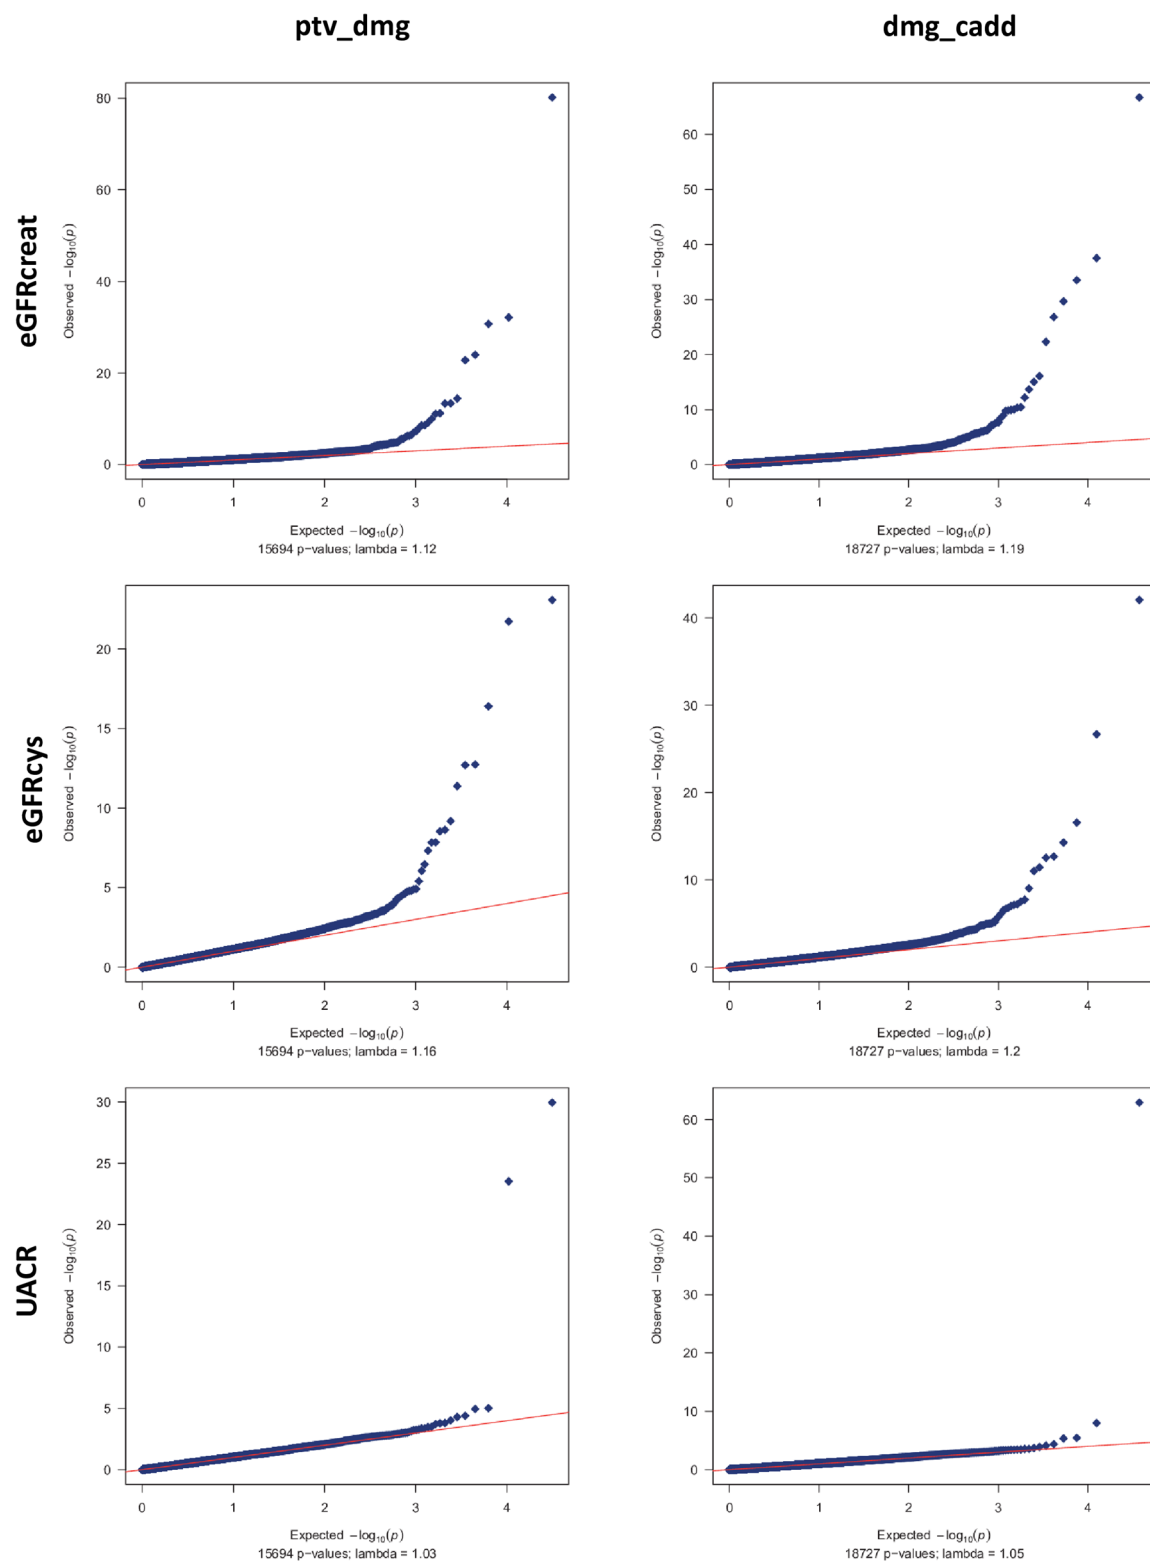 ptv_dmg
dmg_cadd
eGFRcreat
Observed −log10(p)
80
60
40
20
0
0 1 2 3 4
Expected −log10(p)
15694 p−values; lambda = 1.12
Observed −log10(p)
60
50
40
30
20
10
0
0 1 2 3 4
Expected −log10(p)
18727 p−values; lambda = 1.19
eGFRcys
Observed −log10(p)
20
15
10
5
0
0 1 2 3 4
Expected −log10(p)
15694 p−values; lambda = 1.16
Observed −log10(p)
40
30
20
10
0
0 1 2 3 4
Expected −log10(p)
18727 p−values; lambda = 1.2
UACR
Observed −log10(p)
30
25
20
15
10
5
0
0 1 2 3 4
Expected −log10(p)
15694 p−values; lambda = 1.03
Observed −log10(p)
60
50
40
30
20
10
0
0 1 2 3 4
Expected −log10(p)
18727 p−values; lambda = 1.05